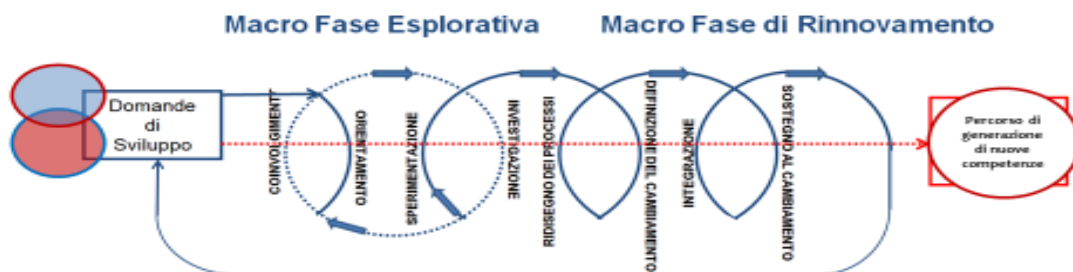 Macro Fase Esplorativa
Macro Fase di Rinnovamento
Domande
di
Sviluppo
COINVOLGIMENT'
ORIENTAMENTO
SPERIMENTAZIONE
INVESTIGAZIONE
RIDISEGNO DEI PROCESSI
DEFINIZIONE DEL CAMBIAMENTO
INTEGRAZIONE
SOSTEGNO AL CAMBIAMENTO
Percorso di
generazione
di nuove
competenze